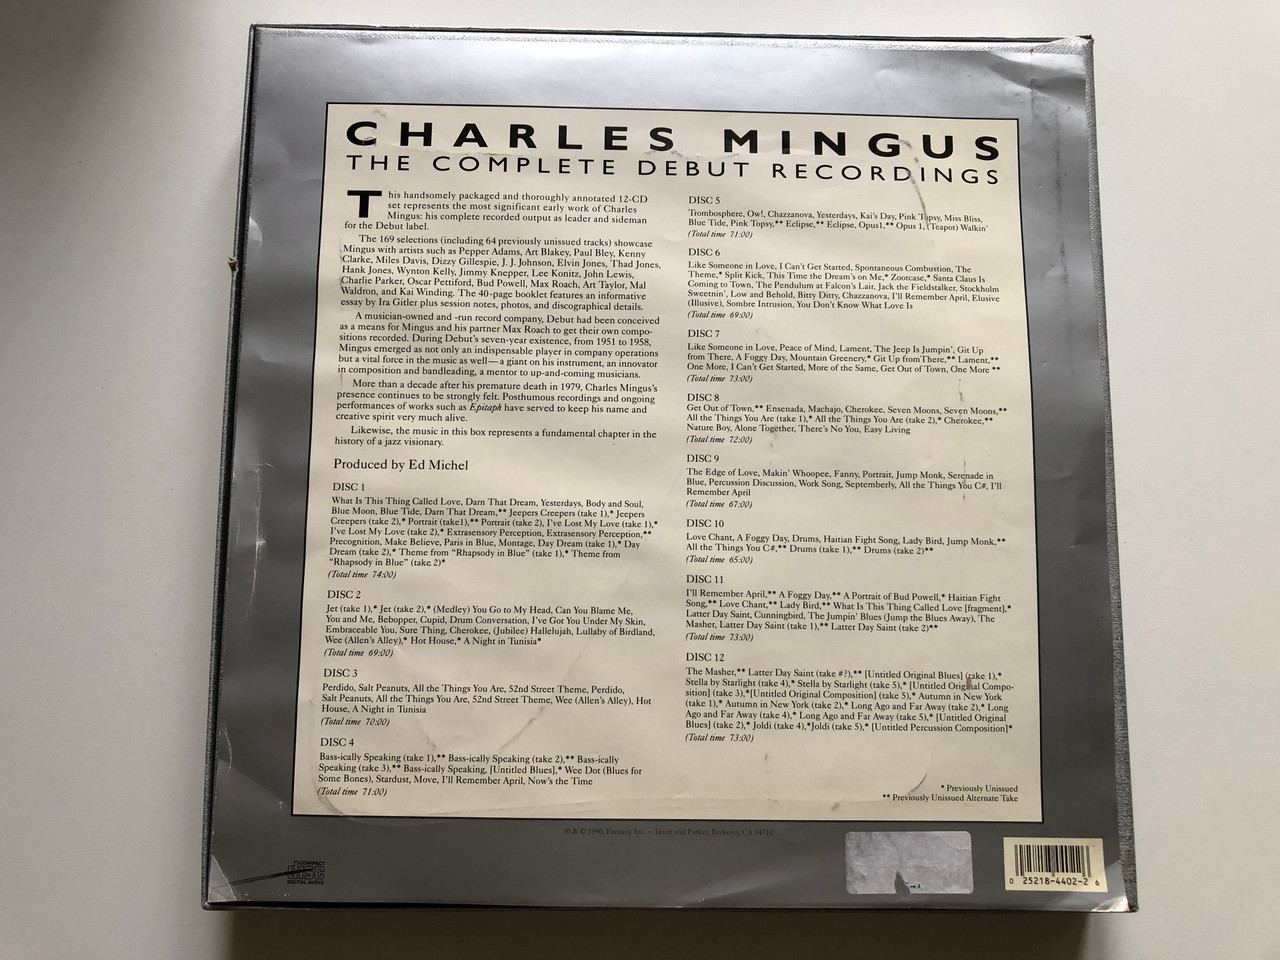 CHARLES MINGUS
THE COMPLETE DEBUT RECORDINGS
This handsomely packaged and thoroughly annotated 12-CD
set represents the most significant early work of Charles
Mingus: his complete recorded output as leader and sideman
for the Debut label.
The 169 selections (including 64 previously unissued tracks) showcase
Mingus with artists such as Pepper Adams, Art Blakey, Paul Bley, Kenny
Clarke, Miles Davis, Dizzy Gillespie, J. J. Johnson, Elvin Jones, Thad Jones,
Hank Jones, Wynton Kelly, Jimmy Knepper, Lee Konitz, John Lewis,
Charlie Parker, Oscar Pettiford, Bud Powell, Max Roach, Art Taylor, Mal
Waldron, and Kai Winding. The 40-page booklet features an informative
essay by Ira Gitler plus session notes, photos, and discographical details.
A musician-owned and -run record company, Debut had been conceived
as a means for Mingus and his partner Max Roach to get their own compo-
sitions recorded. During Debut's seven-year existence, from 1951 to 1958,
Mingus emerged as not only an indispensable player in company operations
but a vital force in the music as well—a giant on his instrument, an innovator
in composition and bandleading, a mentor to up-and-coming musicians.
More than a decade after his premature death in 1979, Charles Mingus's
presence continues to be strongly felt. Posthumous recordings and ongoing
performances of works such as Epitaph have served to keep his name and
creative spirit very much alive.
Likewise, the music in this box represents a fundamental chapter in the
history of a jazz visionary.
Produced by Ed Michel
DISC 1
What Is This Thing Called Love, Darn That Dream, Yesterdays, Body and Soul,
Blue Moon, Blue Tide, Darn That Dream,** Jeepers Creepers (take 1),* Jeepers
Creepers (take 2),* Portrait (take1),** Portrait (take 2), I've Lost My Love (take 1),*
I've Lost My Love (take 2),* Extrasensory Perception, Extrasensory Perception,**
Precognition, Make Believe, Paris in Blue, Montage, Day Dream (take 1),* Day
Dream (take 2),* Theme from "Rhapsody in Blue" (take 1),* Theme from
"Rhapsody in Blue" (take 2)*
(Total time 74:00)
DISC 2
Jet (take 1),* Jet (take 2),* (Medley) You Go to My Head, Can You Blame Me,
You and Me, Bebopper, Cupid, Drum Conversation, I've Got You Under My Skin,
Embraceable You, Sure Thing, Cherokee, (Jubilee) Hallelujah, Lullaby of Birdland,
Wee (Allen's Alley),* Hot House,* A Night in Tunisia*
(Total time 69:00)
DISC 3
Perdido, Salt Peanuts, All the Things You Are, 52nd Street Theme, Perdido,
Salt Peanuts, All the Things You Are, 52nd Street Theme, Wee (Allen's Alley), Hot
House, A Night in Tunisia
(Total time 70:00)
DISC 4
Bass-ically Speaking (take 1),** Bass-ically Speaking (take 2),** Bass-ically
Speaking (take 3),** Bass-ically Speaking, [Untitled Blues],* Wee Dot (Blues for
Some Bones), Stardust, Move, I'll Remember April, Now's the Time
(Total time 71:00)
DISC 5
Trombosphere, Ow!, Chazzanova, Yesterdays, Kai's Day, Pink Topsy, Miss Bliss,
Blue Tide, Pink Topsy,** Eclipse,** Eclipse, Opus1,** Opus 1, (Teapot) Walkin'
(Total time 71:00)
DISC 6
Like Someone in Love, I Can't Get Started, Spontaneous Combustion, The
Theme,* Split Kick, This Time the Dream's on Me,* Zootcase,* Santa Claus Is
Coming to Town, The Pendulum at Falcon's Lair, Jack the Fieldstalker, Stockholm
Sweetnin', Low and Behold, Bitty Ditty, Chazzanova, I'll Remember April, Elusive
(Illusive), Sombre Intrusion, You Don't Know What Love Is
(Total time 69:00)
DISC 7
Like Someone in Love, Peace of Mind, Lament, The Jeep Is Jumpin', Git Up
from There, A Foggy Day, Mountain Greenery,* Git Up fromThere,** Lament,**
One More, I Can't Get Started, More of the Same, Get Out of Town, One More **
(Total time 73:00)
DISC 8
Get Out of Town,** Ensenada, Machajo, Cherokee, Seven Moons, Seven Moons,**
All the Things You Are (take 1),* All the Things You Are (take 2),* Cherokee,**
Nature Boy, Alone Together, There's No You, Easy Living
(Total time 72:00)
DISC 9
The Edge of Love, Makin' Whoopee, Fanny, Portrait, Jump Monk, Serenade in
Blue, Percussion Discussion, Work Song, Septemberly, All the Things You C#, I'll
Remember April
(Total time 67:00)
DISC 10
Love Chant, A Foggy Day, Drums, Haitian Fight Song, Lady Bird, Jump Monk,**
All the Things You C#,** Drums (take 1),** Drums (take 2)**
(Total time 65:00)
DISC 11
I'll Remember April,** A Foggy Day,** A Portrait of Bud Powell,* Haitian Fight
Song,** Love Chant,** Lady Bird,** What Is This Thing Called Love [fragment],*
Latter Day Saint, Cunningbird, The Jumpin' Blues (Jump the Blues Away), The
Masher, Latter Day Saint (take 1),** Latter Day Saint (take 2)**
(Total time 73:00)
DISC 12
The Masher,** Latter Day Saint (take #?),** [Untitled Original Blues] (take 1),*
Stella by Starlight (take 4),* Stella by Starlight (take 5),* [Untitled Original Compo-
sition] (take 3),*[Untitled Original Composition] (take 5),* Autumn in New York
(take 1),* Autumn in New York (take 2),* Long Ago and Far Away (take 2),* Long
Ago and Far Away (take 4),* Long Ago and Far Away (take 5),* [Untitled Original
Blues] (take 2),* Joldi (take 4),*Joldi (take 5),* [Untitled Percussion Composition]*
(Total time 73:00)
* Previously Unissued
** Previously Unissued Alternate Take
℗ & © 1990, Fantasy, Inc. • Tenth and Parker, Berkeley, CA 94710
COMPACT
disc
DIGITAL AUDIO
0 25218-4402-2 6